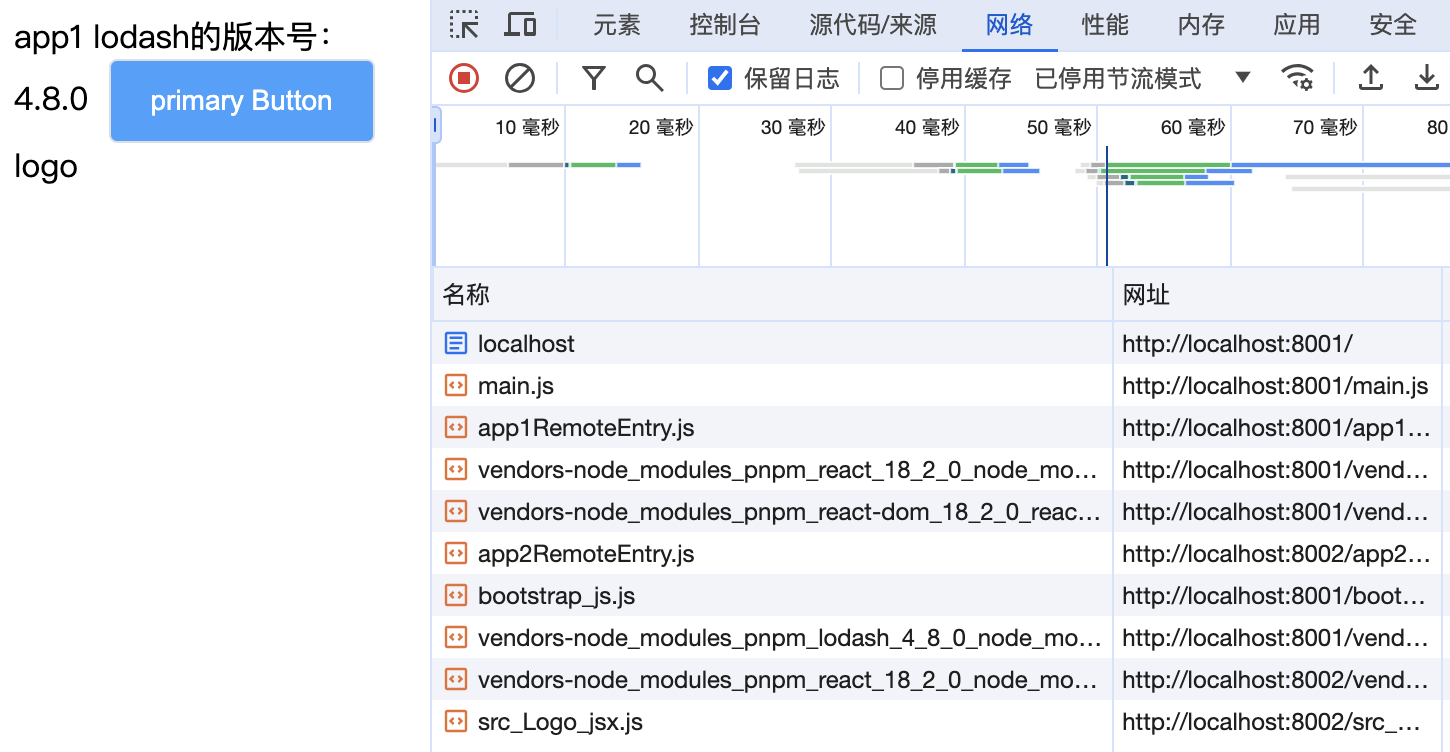 app1 lodash的版本号：
4.8.0 primary Button
logo
元素 控制台 源代码/来源 网络 性能 内存 应用 安全
保留日志 停用缓存 已停用节流模式
10 毫秒 20 毫秒 30 毫秒 40 毫秒 50 毫秒 60 毫秒 70 毫秒 80
名称 网址
localhost http://localhost:8001/
main.js http://localhost:8001/main.js
app1RemoteEntry.js http://localhost:8001/app1…
vendors-node_modules_pnpm_react_18_2_0_node_mo… http://localhost:8001/vend…
vendors-node_modules_pnpm_react-dom_18_2_0_reac… http://localhost:8001/vend…
app2RemoteEntry.js http://localhost:8002/app2…
bootstrap_js.js http://localhost:8001/boot…
vendors-node_modules_pnpm_lodash_4_8_0_node_mo… http://localhost:8001/vend…
vendors-node_modules_pnpm_react_18_2_0_node_mo… http://localhost:8002/vend…
src_Logo_jsx.js http://localhost:8002/src_…